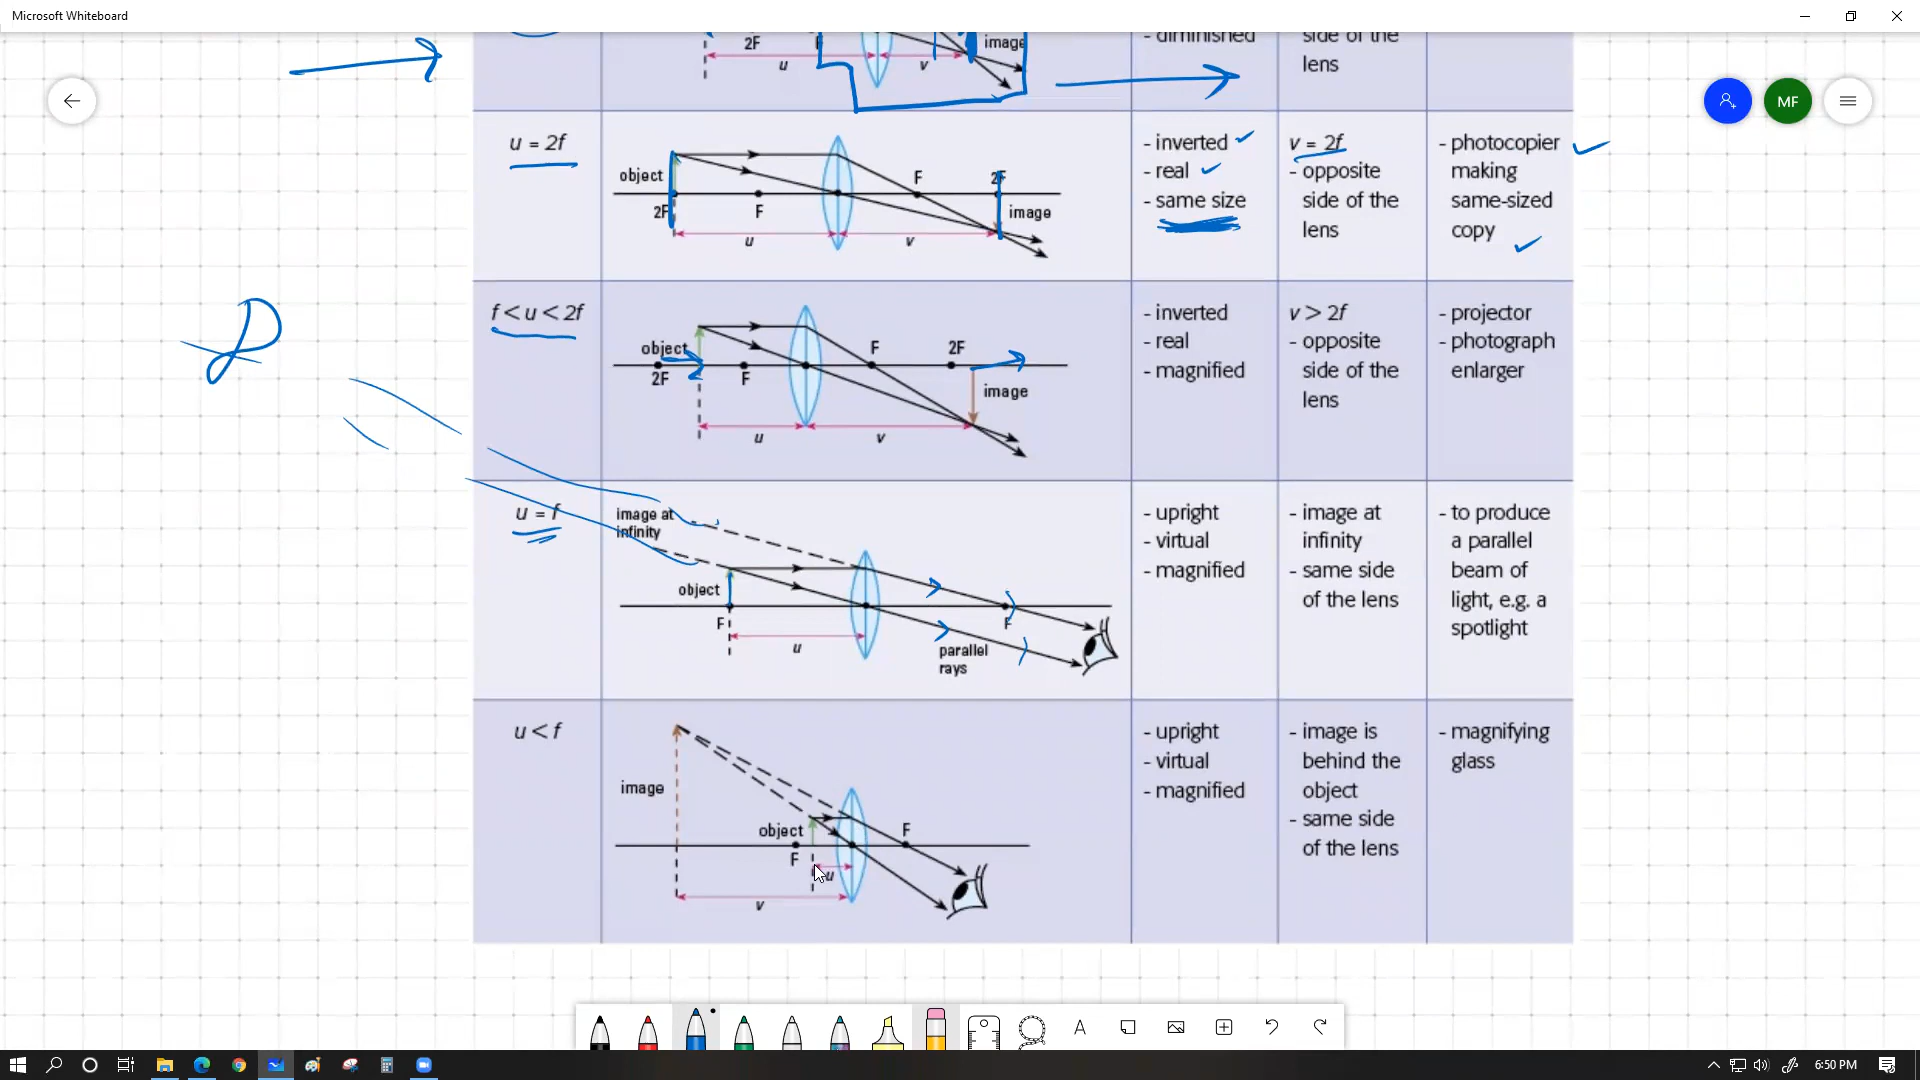 Microsoft Whiteboard
MF
2F
u
v
image
- diminished
side of the
lens
u = 2f
object
2F
F
F
2F
image
u
v
- inverted
- real
- same size
v = 2f
- opposite
side of the
lens
- photocopier
making
same-sized
copy
f < u < 2f
object
2F
F
F
2F
image
u
v
- inverted
- real
- magnified
v > 2f
- opposite
side of the
lens
- projector
- photograph
enlarger
u = f
image at
infinity
object
F
u
F
parallel
rays
- upright
- virtual
- magnified
- image at
infinity
- same side
of the lens
- to produce
a parallel
beam of
light, e.g. a
spotlight
u < f
image
object
F
F
u
v
- upright
- virtual
- magnified
- image is
behind the
object
- same side
of the lens
- magnifying
glass
A
6:50 PM